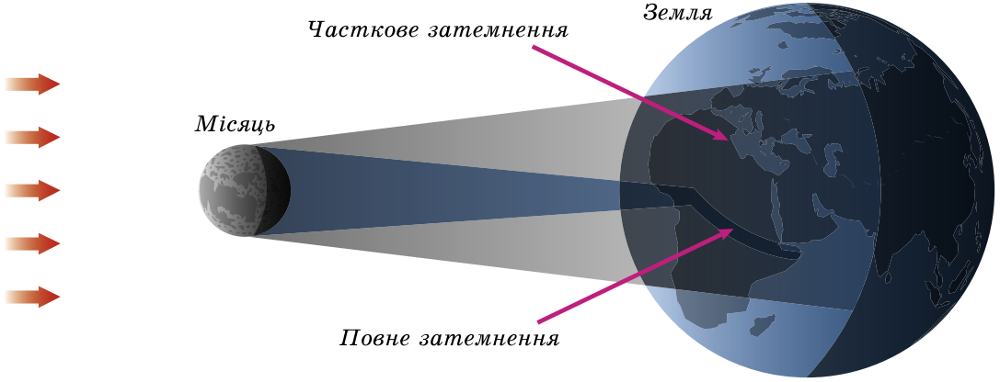 Земля
Часткове затемнення
Місяць
Повне затемнення